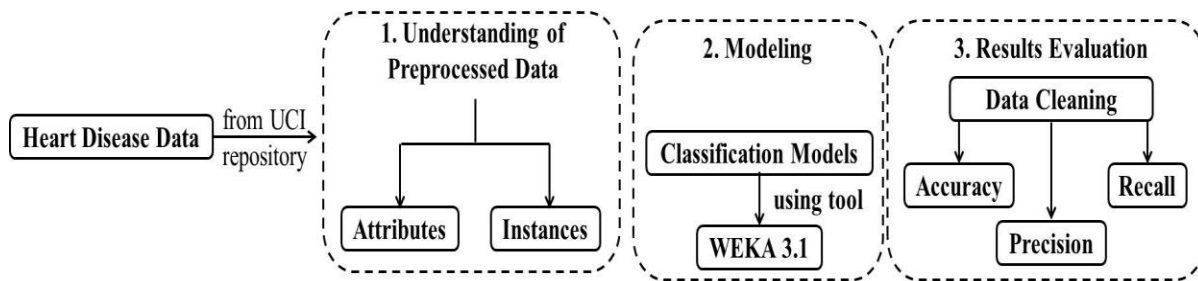 Heart Disease Data
from UCI
repository
1. Understanding of
Preprocessed Data
Attributes
Instances
2. Modeling
Classification Models
using tool
WEKA 3.1
3. Results Evaluation
Data Cleaning
Accuracy
Recall
Precision